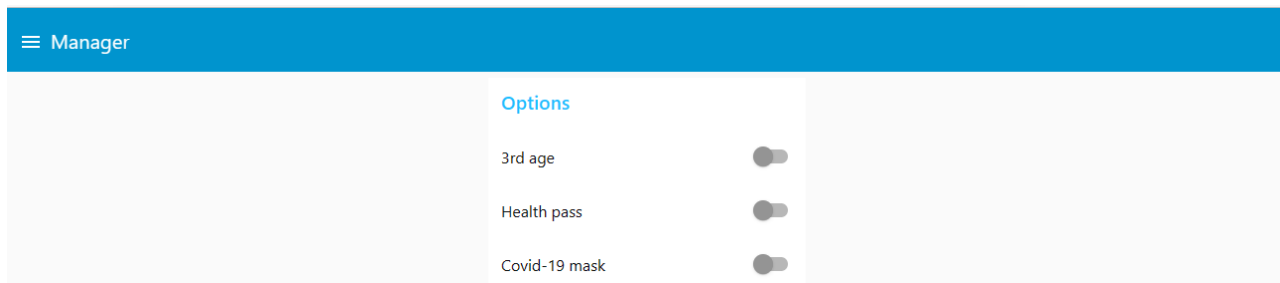 Manager
Options
3rd age
Health pass
Covid-19 mask